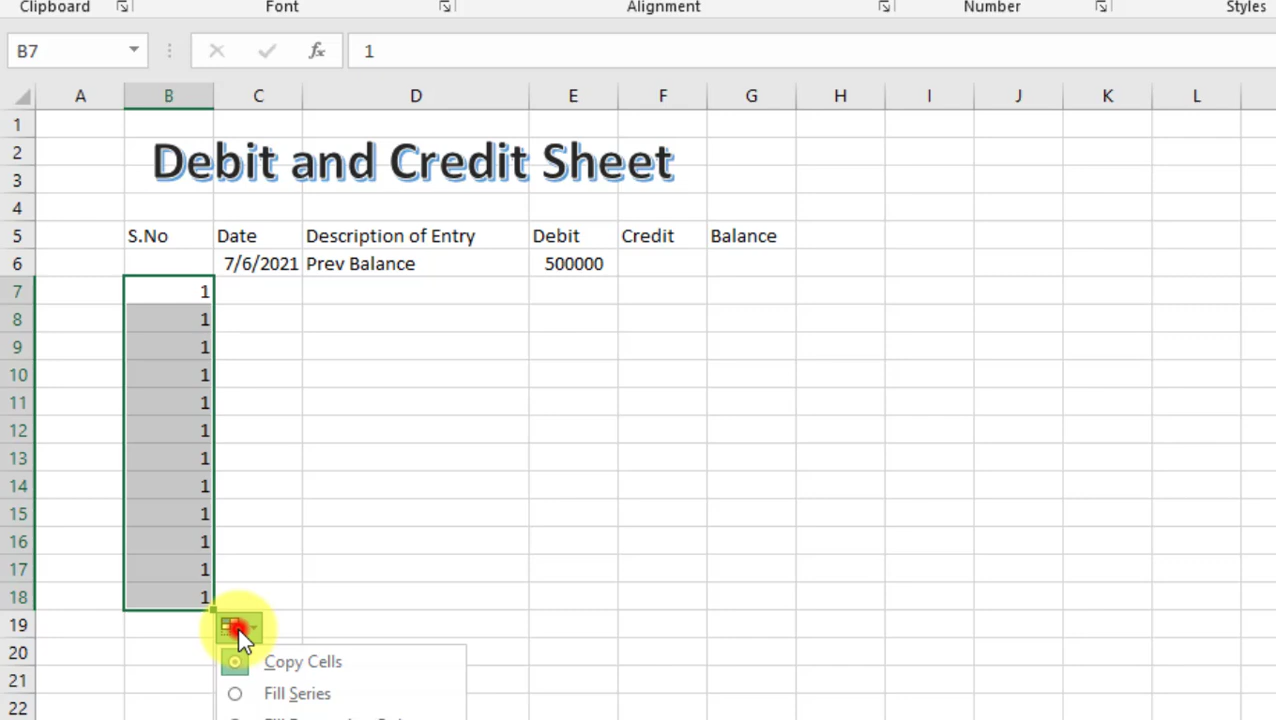 Clipboard Font Alignment Number Styles
B7 fx 1
A B C D E F G H I J K L
1
2 Debit and Credit Sheet
3
4
5 S.No Date Description of Entry Debit Credit Balance
6 7/6/2021 Prev Balance 500000
7 1
8 1
9 1
10 1
11 1
12 1
13 1
14 1
15 1
16 1
17 1
18 1
19
20
Copy Cells
21
Fill Series
22